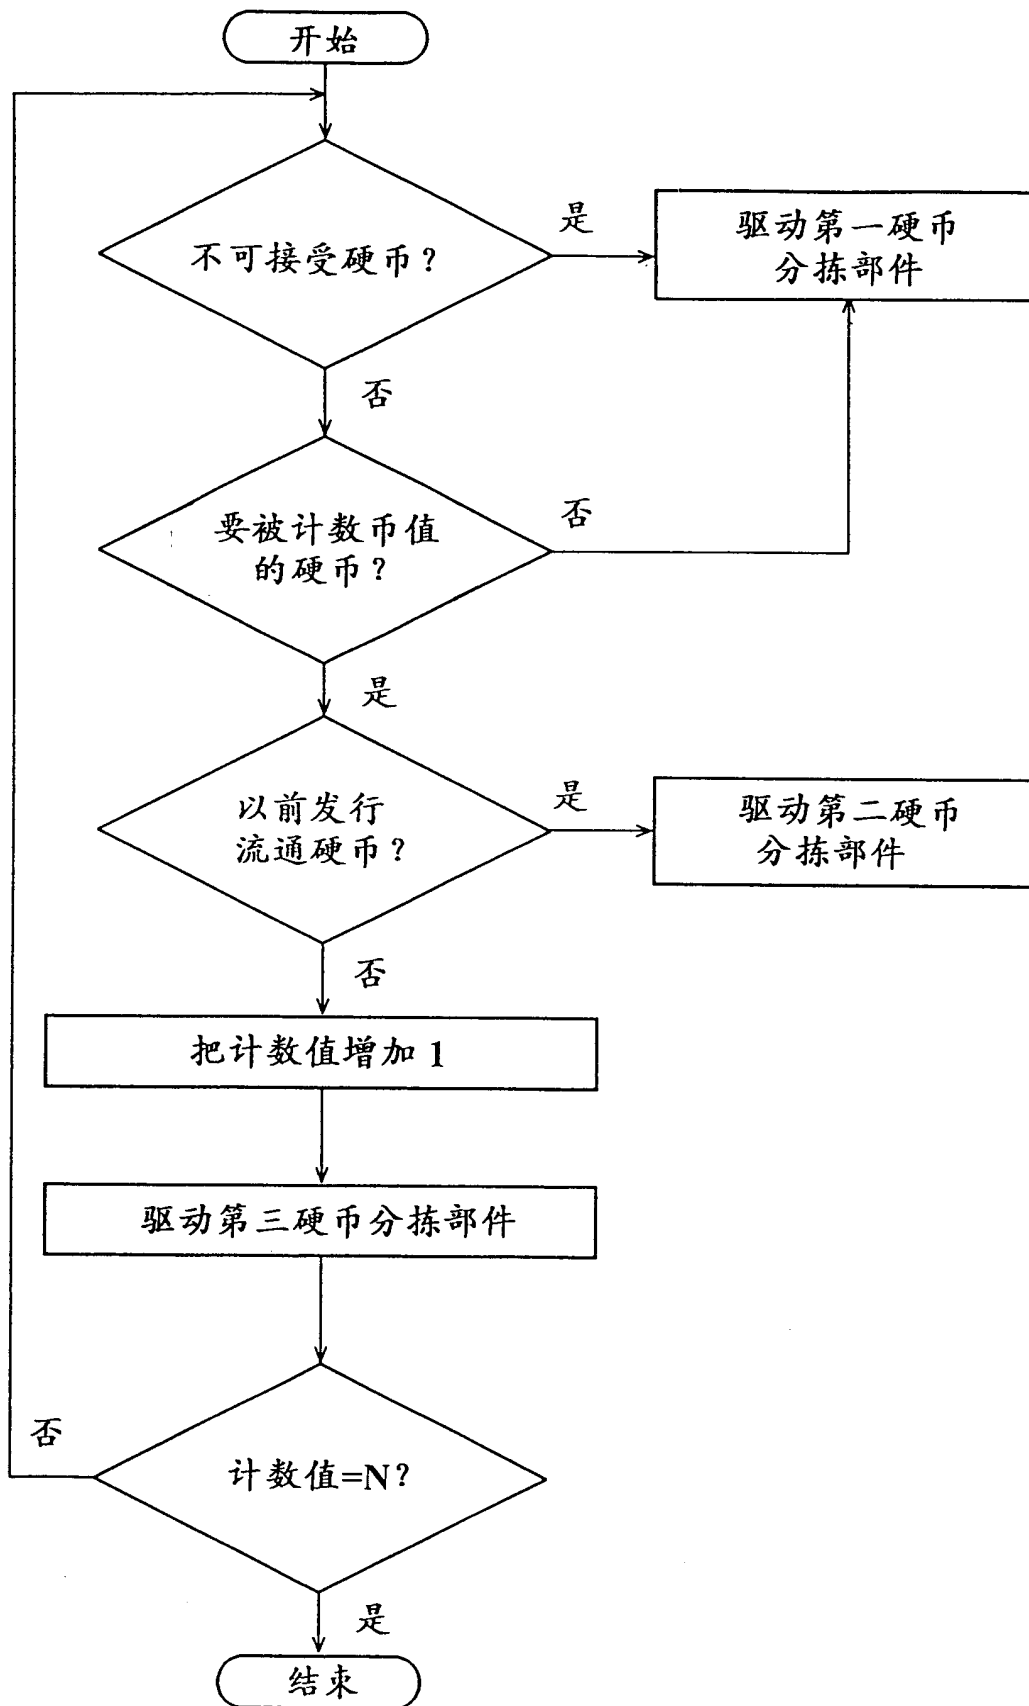 开始
不可接受硬币？
是
驱动第一硬币
分拣部件
否
要被计数币值
的硬币？
否
是
以前发行
流通硬币？
是
驱动第二硬币
分拣部件
否
把计数值增加 1
驱动第三硬币分拣部件
否
计数值=N？
是
结束